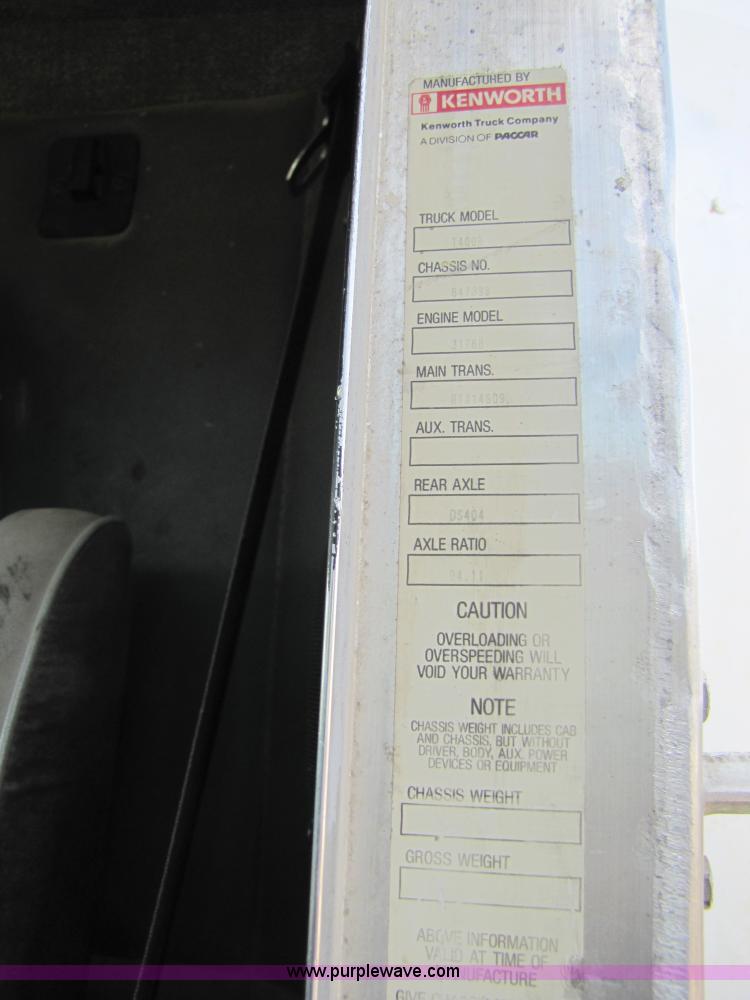 MANUFACTURED BY
KENWORTH
Kenworth Truck Company
A DIVISION OF PACCAR
TRUCK MODEL
CHASSIS NO.
ENGINE MODEL
3176B
MAIN TRANS.
AUX. TRANS.
REAR AXLE
DS404
AXLE RATIO
04.11
CAUTION
OVERLOADING OR
OVERSPEEDING WILL
VOID YOUR WARRANTY
NOTE
CHASSIS WEIGHT INCLUDES CAB
AND CHASSIS, BUT WITHOUT
DRIVER, BODY, AUX. POWER
DEVICES OR EQUIPMENT
CHASSIS WEIGHT
GROSS WEIGHT
ABOVE INFORMATION
VALID AT TIME OF
www.purplewave.com